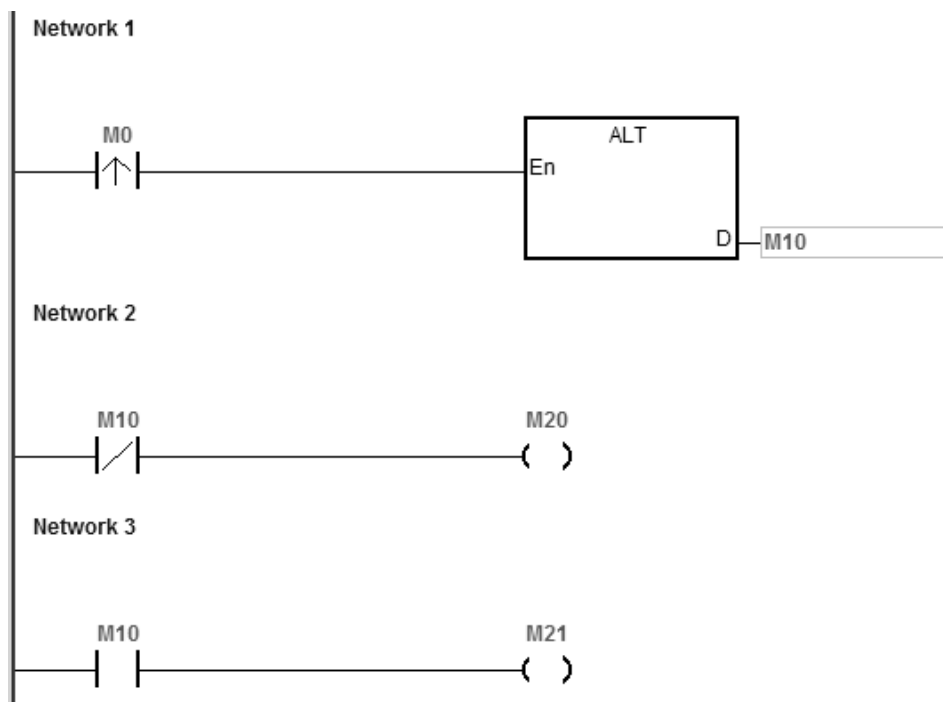 Network 1
M0
ALT
En
D
M10
Network 2
M10
M20
Network 3
M10
M21